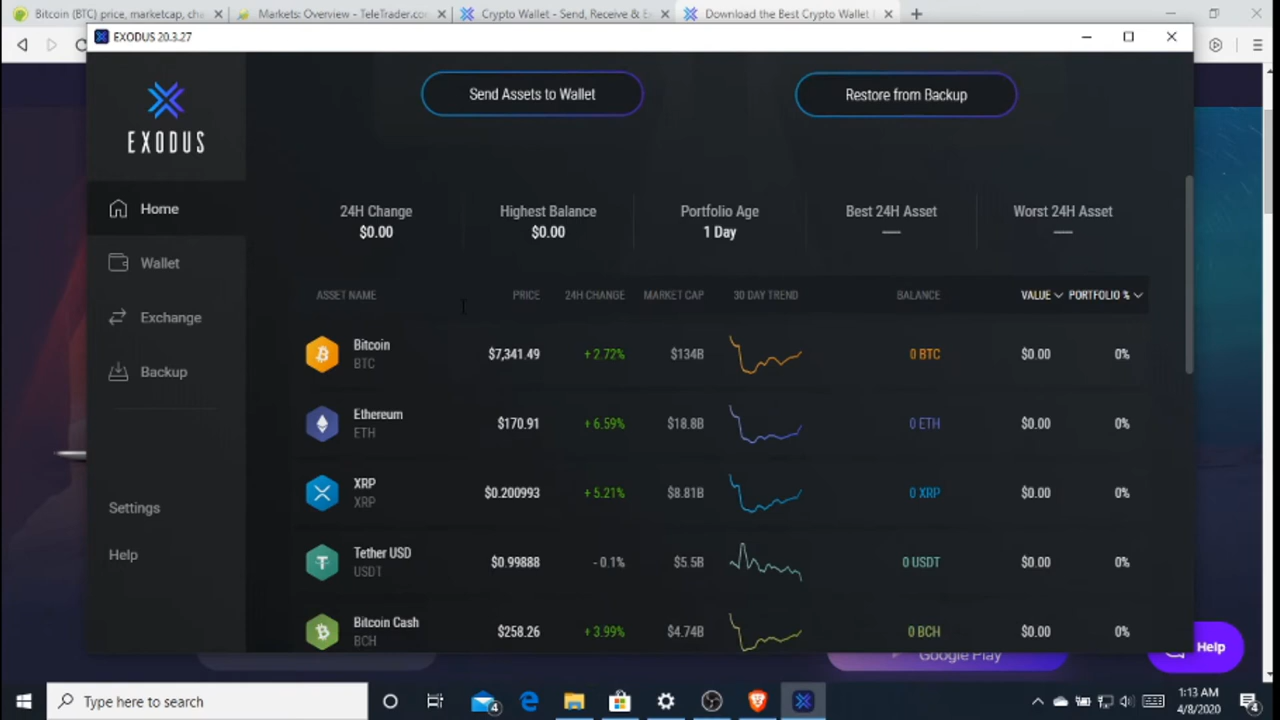 Bitcoin (BTC) price, marketcap, cha
Markets: Overview - TeleTrader.com
Crypto Wallet - Send, Receive & E
Download the Best Crypto Wallet
EXODUS 20.3.27
EXODUS
Send Assets to Wallet
Restore from Backup
Home
Wallet
Exchange
Backup
Settings
Help
24H Change
$0.00
Highest Balance
$0.00
Portfolio Age
1 Day
Best 24H Asset
Worst 24H Asset
ASSET NAME PRICE 24H CHANGE MARKET CAP 30 DAY TREND BALANCE VALUE PORTFOLIO %
Bitcoin
BTC
$7,341.49 +2.72% $134B 0 BTC $0.00 0%
Ethereum
ETH
$170.91 +6.59% $18.8B 0 ETH $0.00 0%
XRP
XRP
$0.200993 +5.21% $8.81B 0 XRP $0.00 0%
Tether USD
USDT
$0.99888 -0.1% $5.5B 0 USDT $0.00 0%
Bitcoin Cash
BCH
$258.26 +3.99% $4.74B 0 BCH $0.00 0%
Google Play
Help
Type here to search
4
1:13 AM
4/8/2020
4